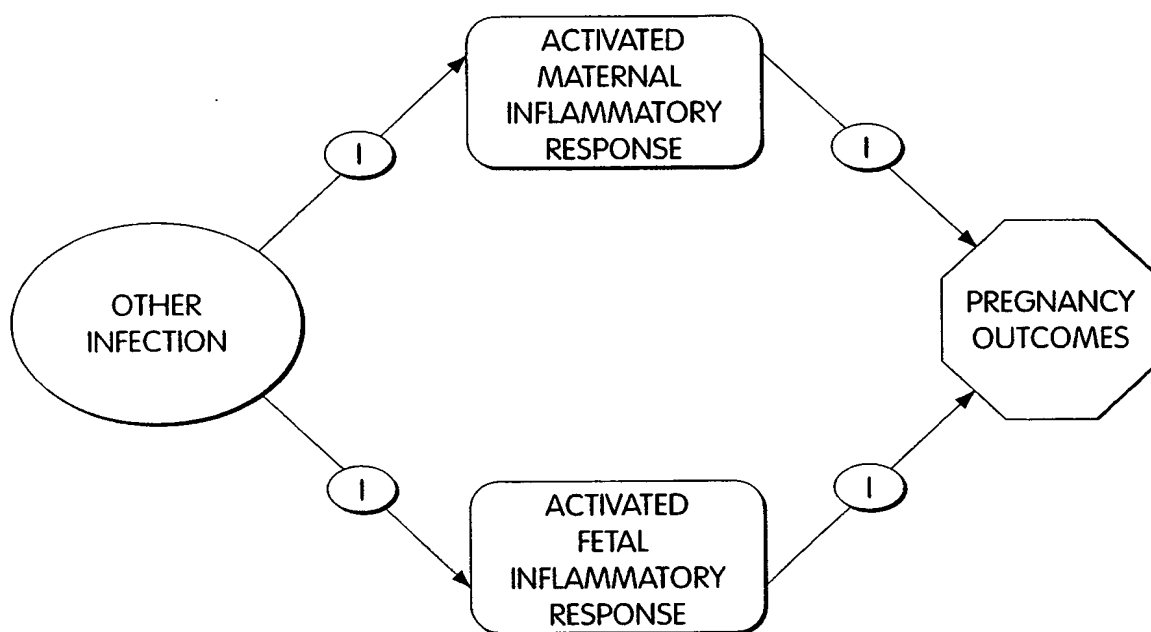 ACTIVATED
MATERNAL
INFLAMMATORY
RESPONSE
I
I
OTHER
INFECTION
PREGNANCY
OUTCOMES
I
I
ACTIVATED
FETAL
INFLAMMATORY
RESPONSE